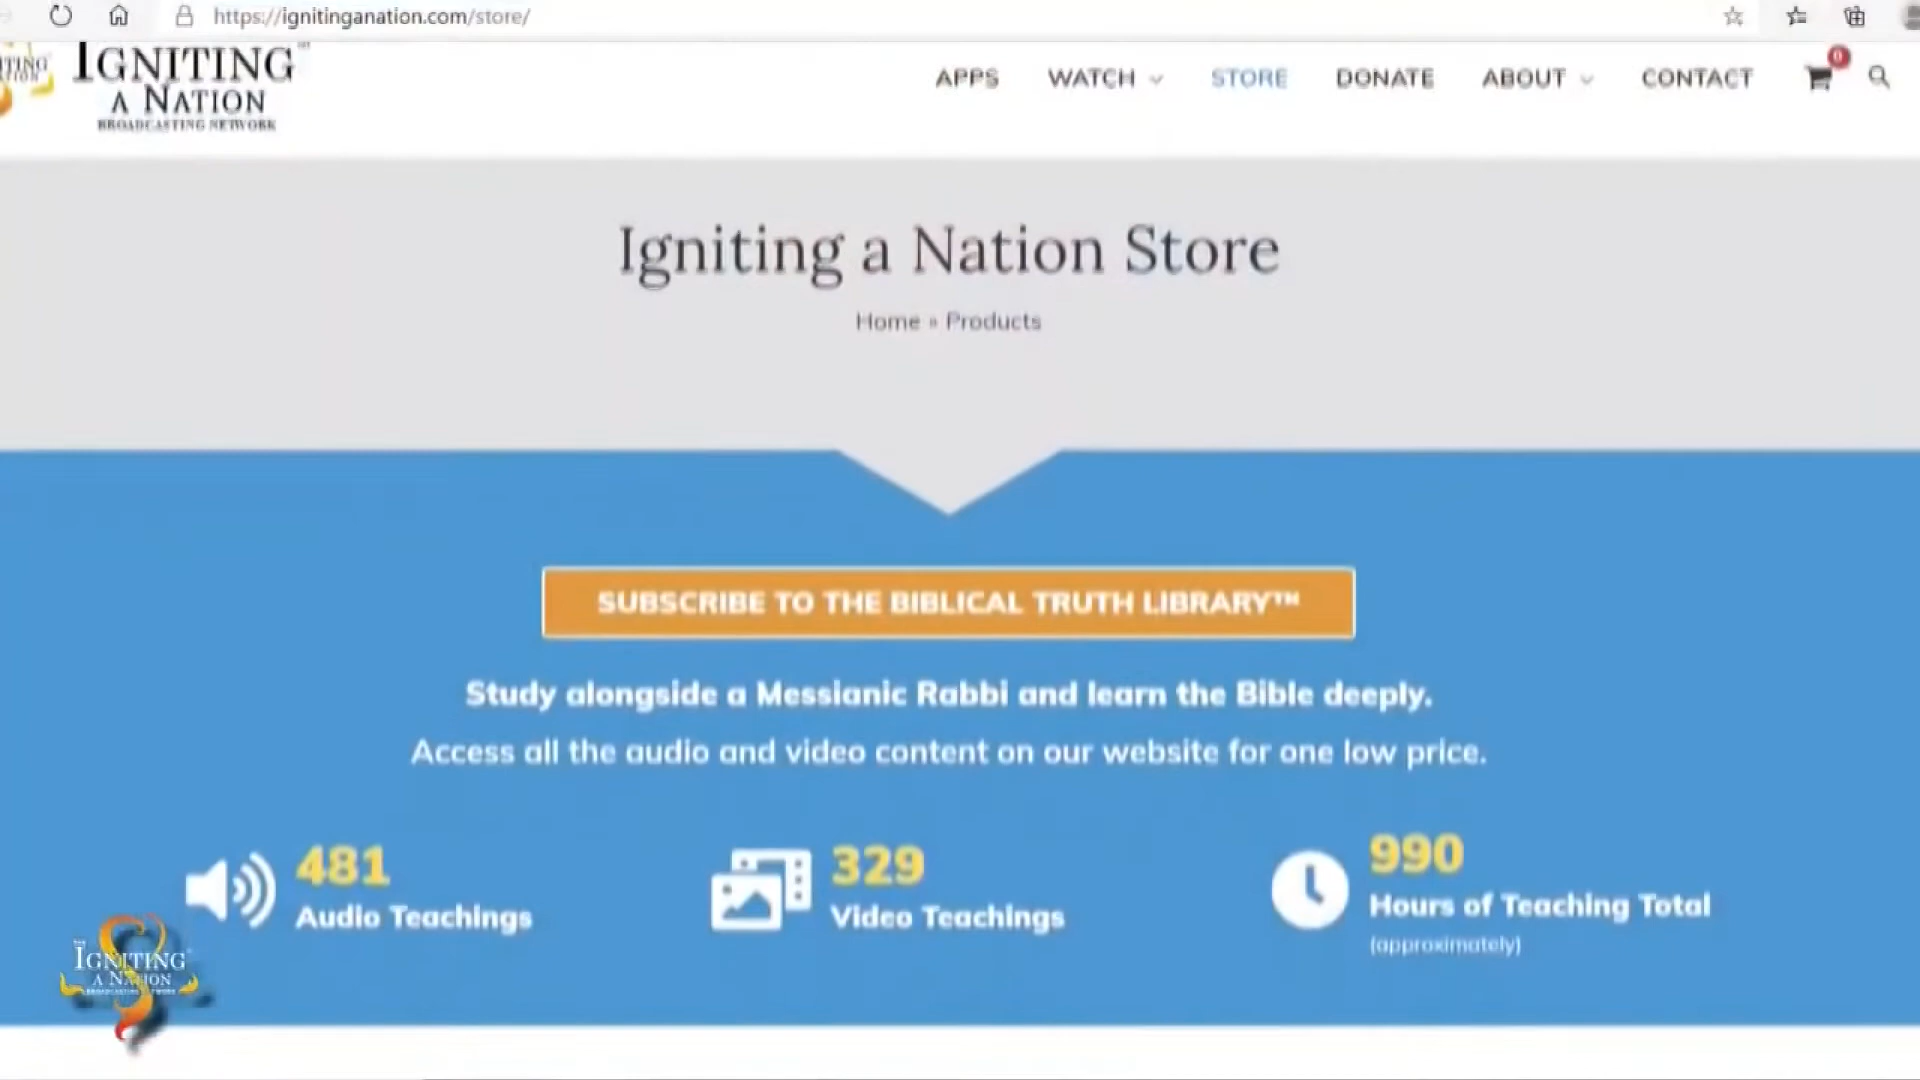 https://ignitinganation.com/store/
IGNITING
A NATION
BROADCASTING NETWORK
APPS
WATCH
STORE
DONATE
ABOUT
CONTACT
0
Igniting a Nation Store
Home » Products
SUBSCRIBE TO THE BIBLICAL TRUTH LIBRARY™
Study alongside a Messianic Rabbi and learn the Bible deeply.
Access all the audio and video content on our website for one low price.
481
Audio Teachings
329
Video Teachings
990
Hours of Teaching Total
(approximately)
IGNITING
A NATION
BROADCASTING NETWORK